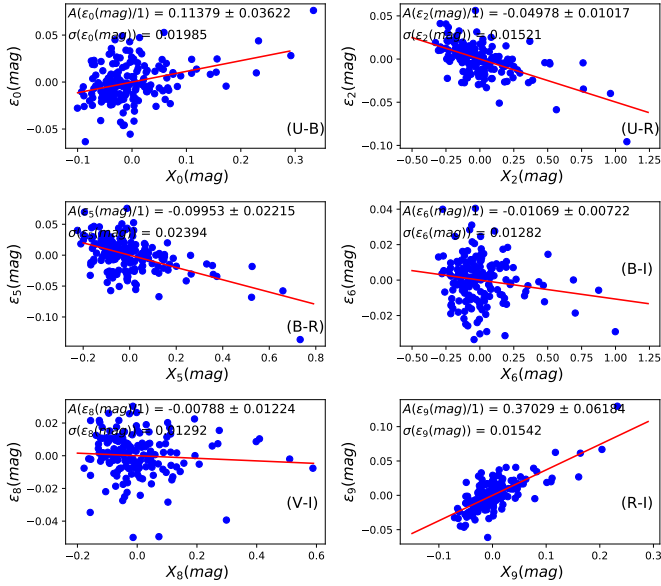 A(ε₀(mag)/1) = 0.11379 ± 0.03622
σ(ε₀(mag)) = 0.01985
0.05
0.00
−0.05
ε₀(mag)
(U-B)
−0.1 0.0 0.1 0.2 0.3
X₀(mag)
A(ε₂(mag)/1) = -0.04978 ± 0.01017
σ(ε₂(mag)) = 0.01521
0.05
0.00
−0.05
−0.10
ε₂(mag)
(U-R)
−0.50 −0.25 0.00 0.25 0.50 0.75 1.00 1.25
X₂(mag)
A(ε₅(mag)/1) = -0.09953 ± 0.02215
σ(ε₅(mag)) = 0.02394
0.05
0.00
−0.05
−0.10
ε₅(mag)
(B-R)
−0.2 0.0 0.2 0.4 0.6 0.8
X₅(mag)
A(ε₆(mag)/1) = -0.01069 ± 0.00722
σ(ε₆(mag)) = 0.01282
0.04
0.02
0.00
−0.02
ε₆(mag)
(B-I)
−0.50 −0.25 0.00 0.25 0.50 0.75 1.00 1.25
X₆(mag)
A(ε₈(mag)/1) = -0.00788 ± 0.01224
σ(ε₈(mag)) = 0.01292
0.02
0.00
−0.02
−0.04
ε₈(mag)
(V-I)
−0.2 0.0 0.2 0.4 0.6
X₈(mag)
A(ε₉(mag)/1) = 0.37029 ± 0.06184
σ(ε₉(mag)) = 0.01542
0.10
0.05
0.00
−0.05
ε₉(mag)
(R-I)
−0.1 0.0 0.1 0.2 0.3
X₉(mag)